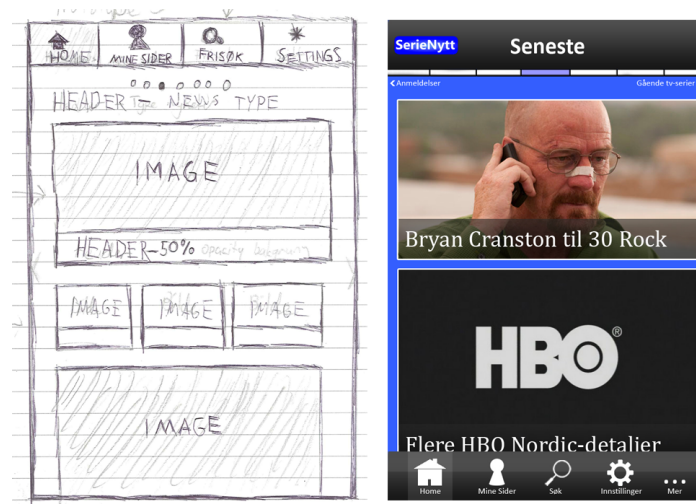 HOME MINE SIDER FRISØK SETTINGS
HEADER - NEWS TYPE
IMAGE
HEADER-50% opacity
IMAGE IMAGE IMAGE
IMAGE
SerieNytt Seneste
Anmeldelser Gående tv-serier
Bryan Cranston til 30 Rock
HBO®
Flere HBO Nordic-detaljer
Home Mine Sider Søk Innstillinger Mer